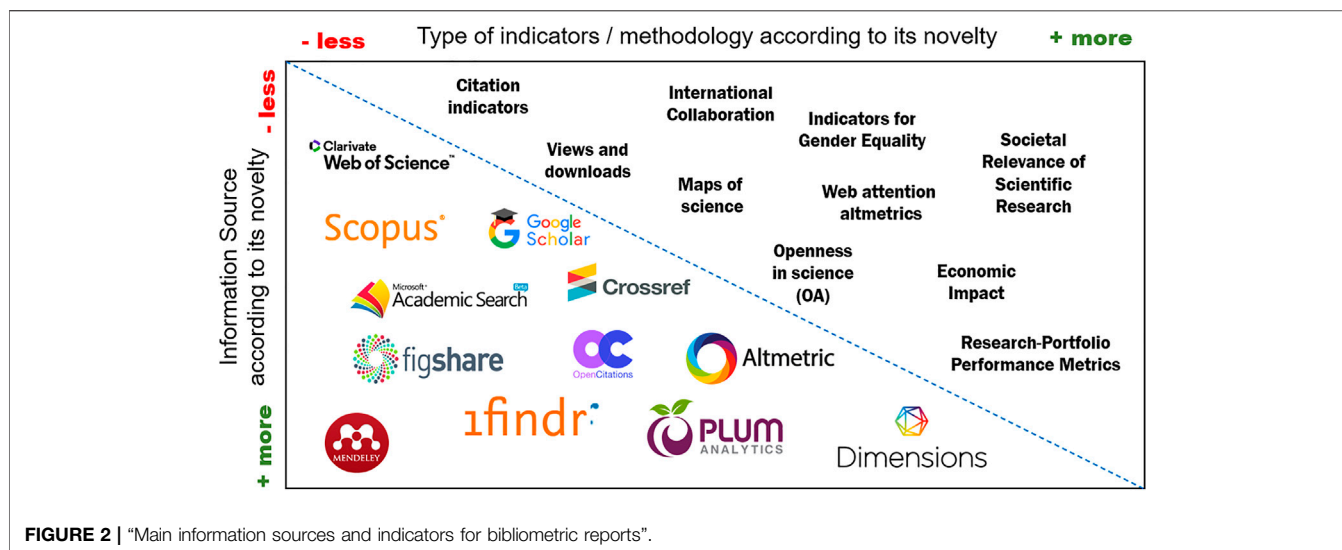 - less
Type of indicators / methodology according to its novelty
+ more
- less
Information Source
according to its novelty
+ more
Citation
indicators
International
Collaboration
Indicators for
Gender Equality
Societal
Relevance of
Scientific
Research
Clarivate
Web of Science™
Views and
downloads
Maps of
science
Web attention
altmetrics
Scopus®
Google
Scholar
Openness
in science
(OA)
Economic
Impact
Microsoft®
Academic Search
Beta
Crossref
figshare
OpenCitations
Altmetric
Research-Portfolio
Performance Metrics
MENDELEY
1findr
PLUM
ANALYTICS
Dimensions
FIGURE 2 | “Main information sources and indicators for bibliometric reports”.